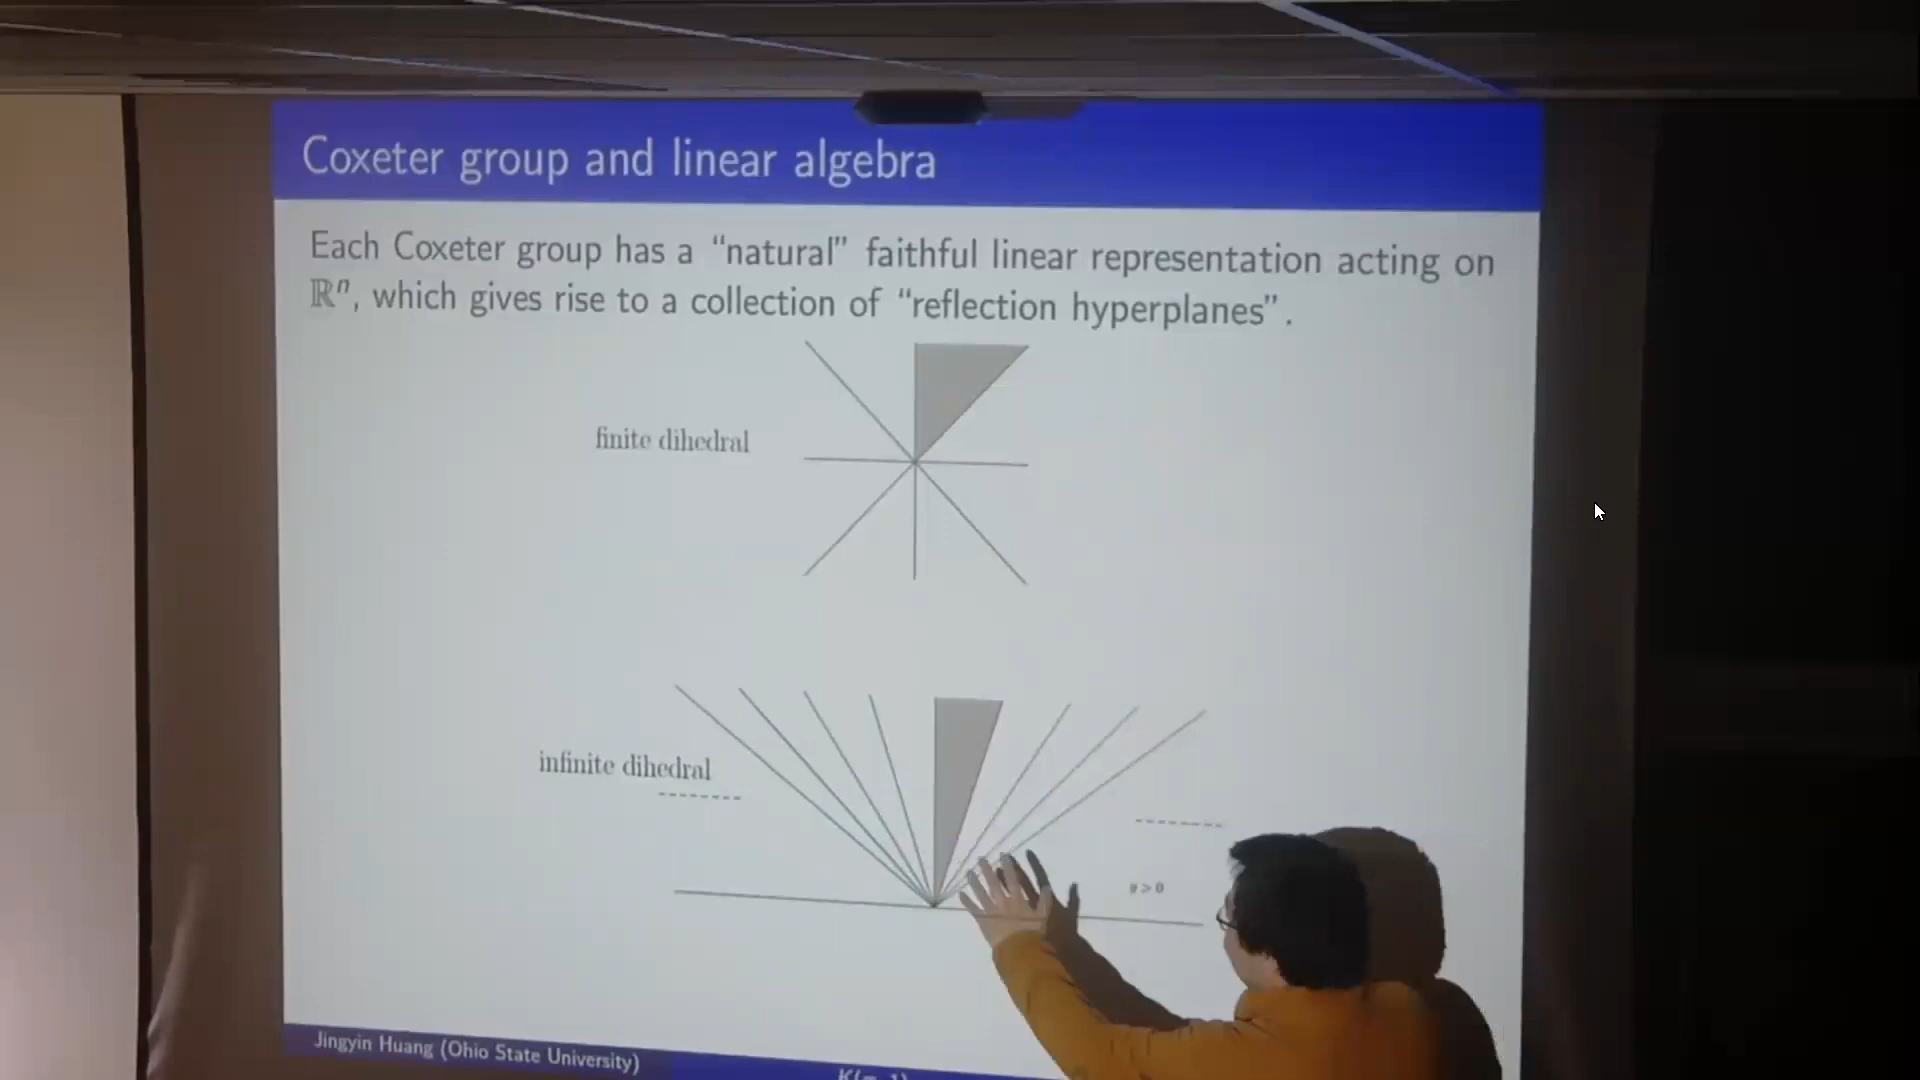 Coxeter group and linear algebra
Each Coxeter group has a “natural” faithful linear representation acting on
ℝⁿ, which gives rise to a collection of “reflection hyperplanes”.
finite dihedral
infinite dihedral
Jingyin Huang (Ohio State University)